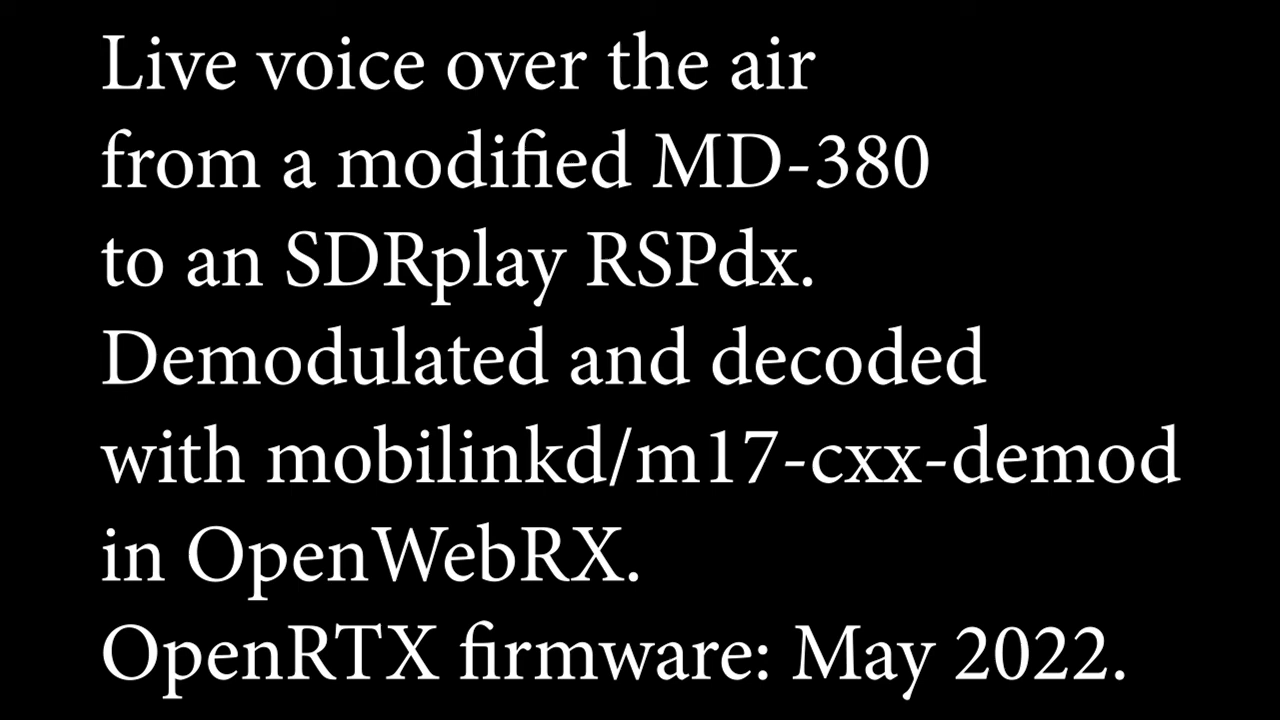 Live voice over the air
from a modified MD-380
to an SDRplay RSPdx.
Demodulated and decoded
with mobilinkd/m17-cxx-demod
in OpenWebRX.
OpenRTX firmware: May 2022.